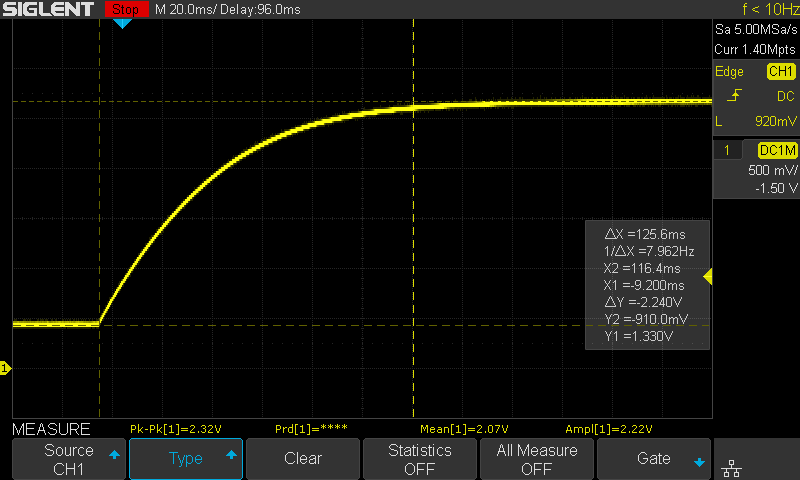 SIGLENT Stop M 20.0ms/ Delay:96.0ms f < 10Hz
Sa 5.00MSa/s
Curr 1.40Mpts
Edge CH1
DC
L 920mV
1 DC1M
500 mV/
-1.50 V
ΔX =125.6ms
1/ΔX =7.962Hz
X2 =116.4ms
X1 =-9.200ms
ΔY =-2.240V
Y2 =-910.0mV
Y1 =1.330V
1
MEASURE Pk-Pk[1]=2.32V Prd[1]=**** Mean[1]=2.07V Ampl[1]=2.22V
Source
CH1
Type
Clear
Statistics
OFF
All Measure
OFF
Gate